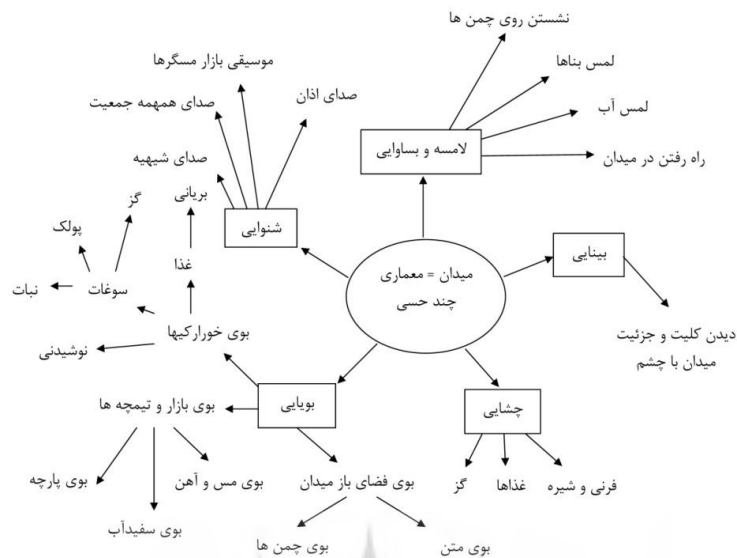 نشستن روی چمن ها
موسیقی بازار مسگرها
لمس بناها
صدای اذان
صدای همهمه جمعیت
لمس آب
لامسه و بساوایی
راه رفتن در میدان
صدای شیهیه
بریانی
گز
شنوایی
پولک
بینایی
غذا
میدان = معماری
چند حسی
سوغات
نبات
بوی خوراکیها
دیدن کلیت و جزئیت
میدان با چشم
نوشیدنی
بویایی
چشایی
بوی بازار و تیمچه ها
بوی پارچه
بوی مس و آهن
بوی فضای باز میدان
گز
غذاها
فرنی و شیره
بوی سفیدآب
بوی چمن ها
بوی متن